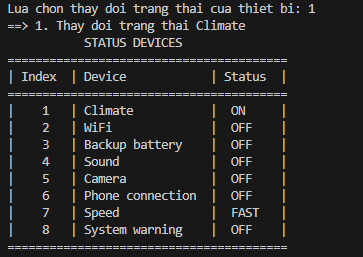 Lua chon thay doi trang thai cua thiet bi: 1
==> 1. Thay doi trang thai Climate
           STATUS DEVICES
========================================
| Index  | Device            | Status  |
========================================
|    1   | Climate           |  ON     |
|    2   | WiFi              |  OFF    |
|    3   | Backup battery    |  OFF    |
|    4   | Sound             |  OFF    |
|    5   | Camera            |  OFF    |
|    6   | Phone connection  |  OFF    |
|    7   | Speed             |  FAST   |
|    8   | System warning    |  OFF    |
========================================